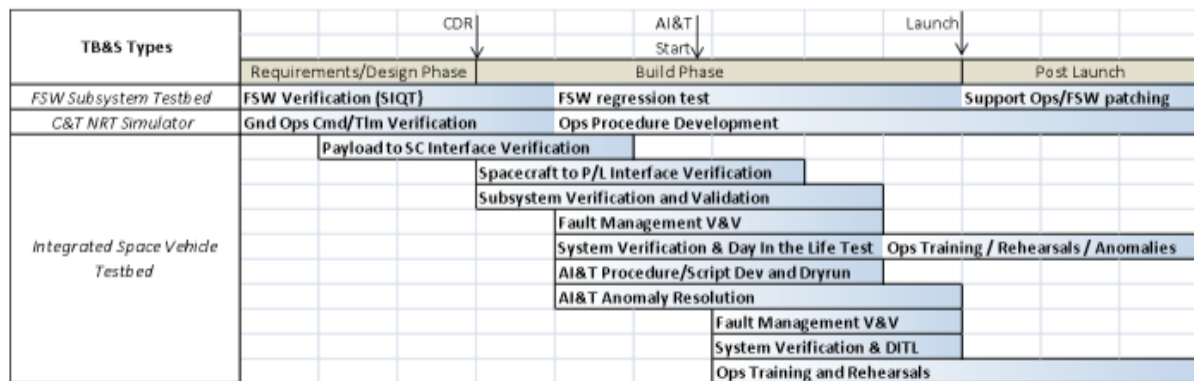 CDR
AI&T
Launch
TB&S Types
Start
Requirements/Design Phase
Build Phase
Post Launch
FSW Subsystem Testbed
FSW Verification (SIQT)
FSW regression test
Support Ops/FSW patching
C&T NRT Simulator
Gnd Ops Cmd/Tlm Verification
Ops Procedure Development
Payload to SC Interface Verification
Spacecraft to P/L Interface Verification
Subsystem Verification and Validation
Fault Management V&V
Integrated Space Vehicle
Testbed
System Verification & Day In the Life Test
Ops Training / Rehearsals / Anomalies
AI&T Procedure/Script Dev and Dryrun
AI&T Anomaly Resolution
Fault Management V&V
System Verification & DITL
Ops Training and Rehearsals